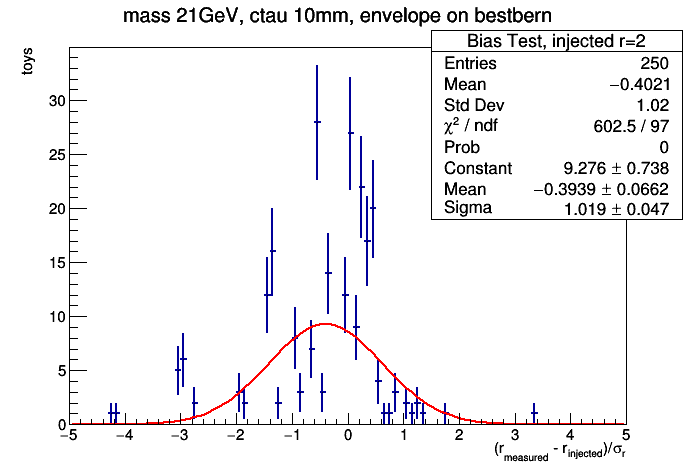 mass 21GeV, ctau 10mm, envelope on bestbern
Bias Test, injected r=2
Entries 250
Mean −0.4021
Std Dev 1.02
χ² / ndf 602.5 / 97
Prob 0
Constant 9.276 ± 0.738
Mean −0.3939 ± 0.0662
Sigma 1.019 ± 0.047
toys
30
25
20
15
10
5
0
−5 −4 −3 −2 −1 0 1 2 3 4 5
(r_measured - r_injected)/σ_r